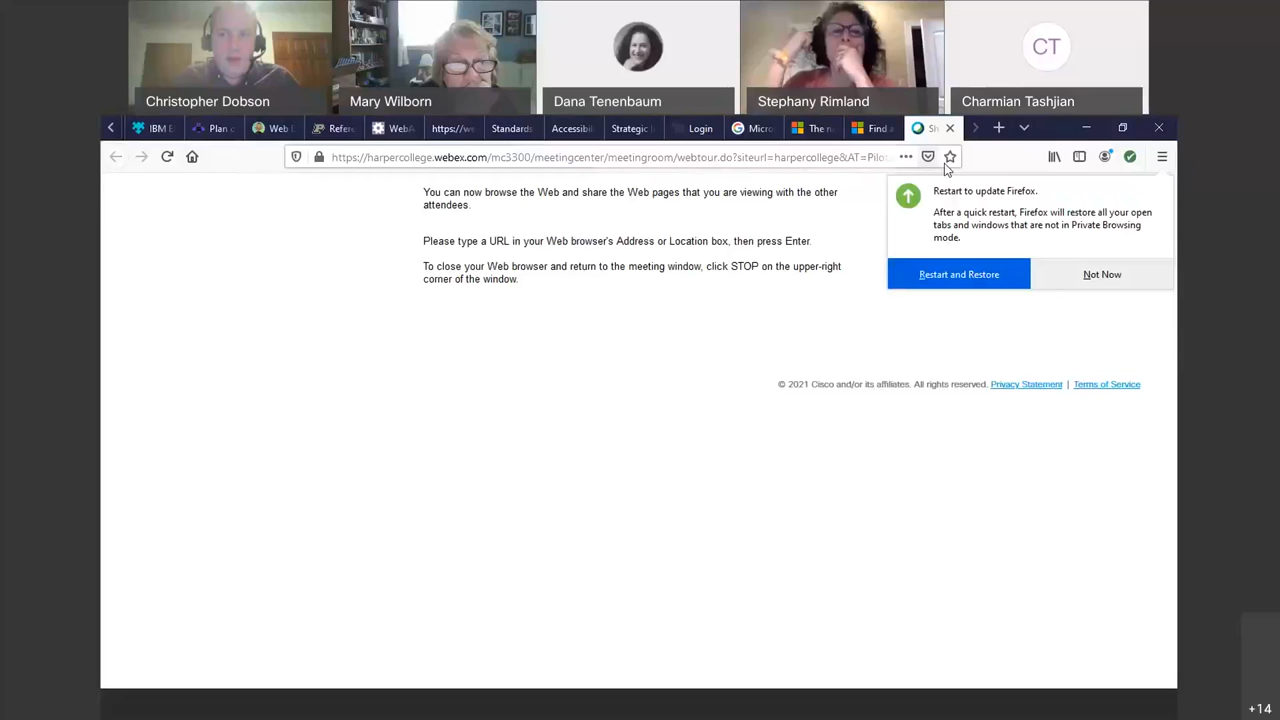 CT
Christopher Dobson
Mary Wilborn
Dana Tenenbaum
Stephany Rimland
Charmian Tashjian
IBM E
Plan c
Web I
Refere
WebA
https://we
Standards
Accessibil
Strategic
Login
Micro
The n
Find a
Sh
https://harpercollege.webex.com/mc3300/meetingcenter/meetingroom/webtour.do?siteurl=harpercollege&AT=Pilo
You can now browse the Web and share the Web pages that you are viewing with the other
attendees.
Please type a URL in your Web browser's Address or Location box, then press Enter.
To close your Web browser and return to the meeting window, click STOP on the upper-right
corner of the window.
Restart to update Firefox.
After a quick restart, Firefox will restore all your open
tabs and windows that are not in Private Browsing
mode.
Restart and Restore
Not Now
© 2021 Cisco and/or its affiliates. All rights reserved. Privacy Statement | Terms of Service
+14